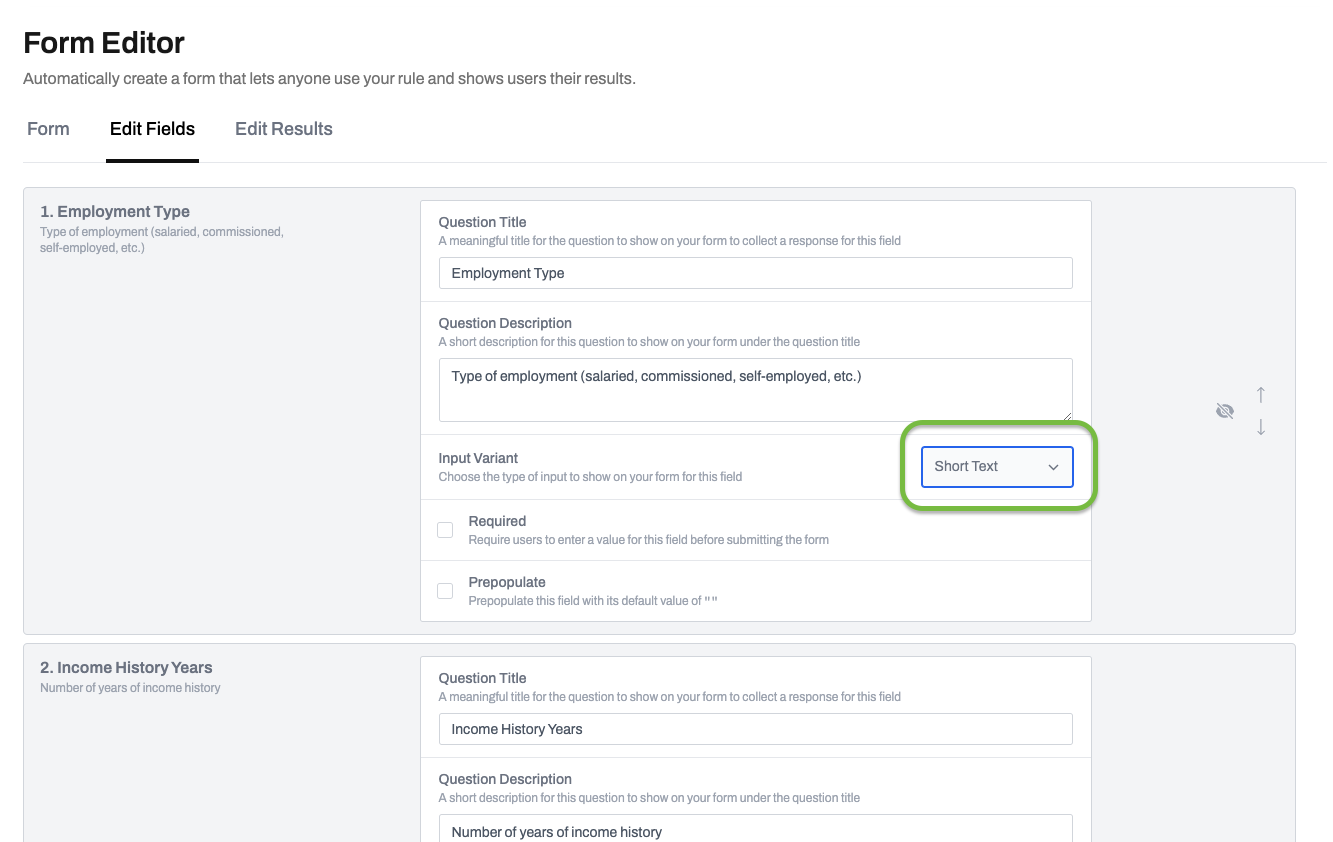 Form Editor
Automatically create a form that lets anyone use your rule and shows users their results.
Form
Edit Fields
Edit Results
1. Employment Type
Type of employment (salaried, commissioned,
self-employed, etc.)
Question Title
A meaningful title for the question to show on your form to collect a response for this field
Employment Type
Question Description
A short description for this question to show on your form under the question title
Type of employment (salaried, commissioned, self-employed, etc.)
Input Variant
Choose the type of input to show on your form for this field
Short Text
Required
Require users to enter a value for this field before submitting the form
Prepopulate
Prepopulate this field with its default value of ""
2. Income History Years
Number of years of income history
Question Title
A meaningful title for the question to show on your form to collect a response for this field
Income History Years
Question Description
A short description for this question to show on your form under the question title
Number of years of income history